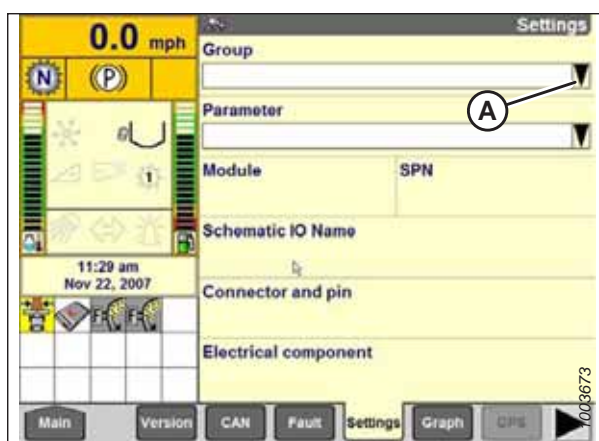 0.0 mph
Settings
Group
N
(P)
A
Parameter
1
Module
SPN
Schematic IO Name
11:29 am
Nov 22, 2007
Connector and pin
Electrical component
1003673
Main
Version
CAN
Fault
Settings
Graph
GPS